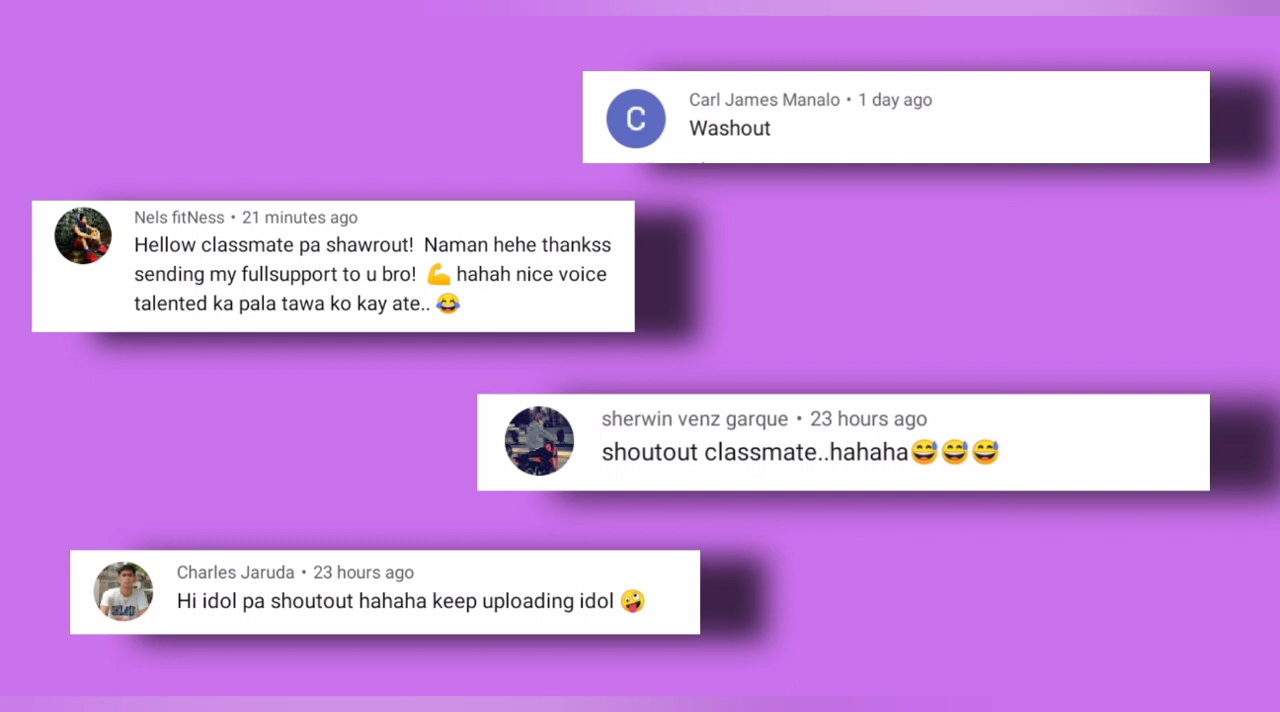 Carl James Manalo • 1 day ago
C
Washout
Nels fitNess • 21 minutes ago
Hellow classmate pa shawrout! Naman hehe thankss
sending my fullsupport to u bro! 💪 hahah nice voice
talented ka pala tawa ko kay ate.. 😂
sherwin venz garque • 23 hours ago
shoutout classmate..hahaha😅😅😅
Charles Jaruda • 23 hours ago
Hi idol pa shoutout hahaha keep uploading idol 🤪